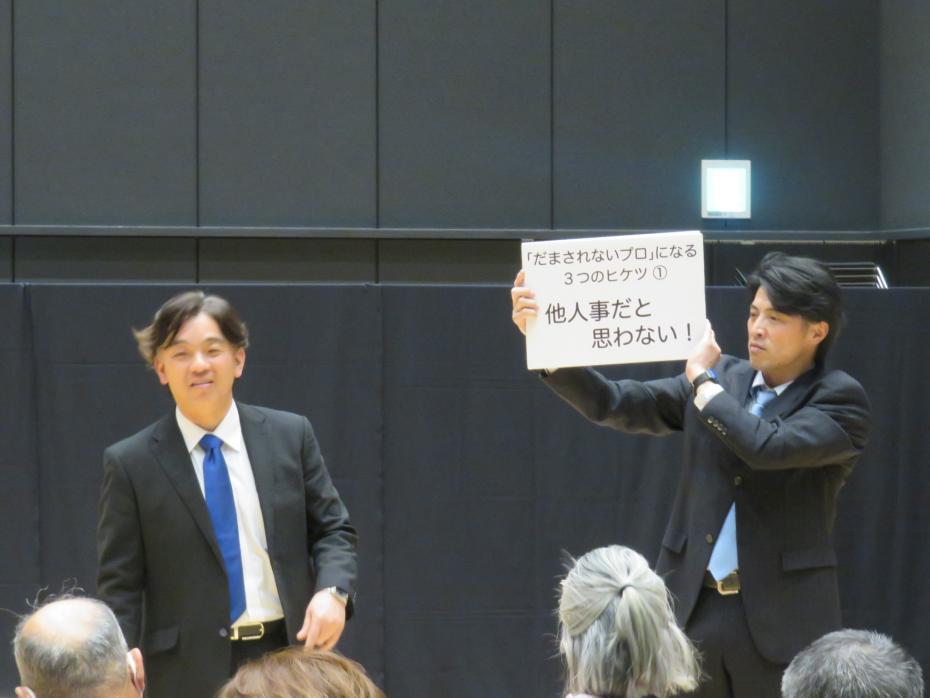 「だまされないプロ」になる
3つのヒケツ ①
他人事だと
思わない！